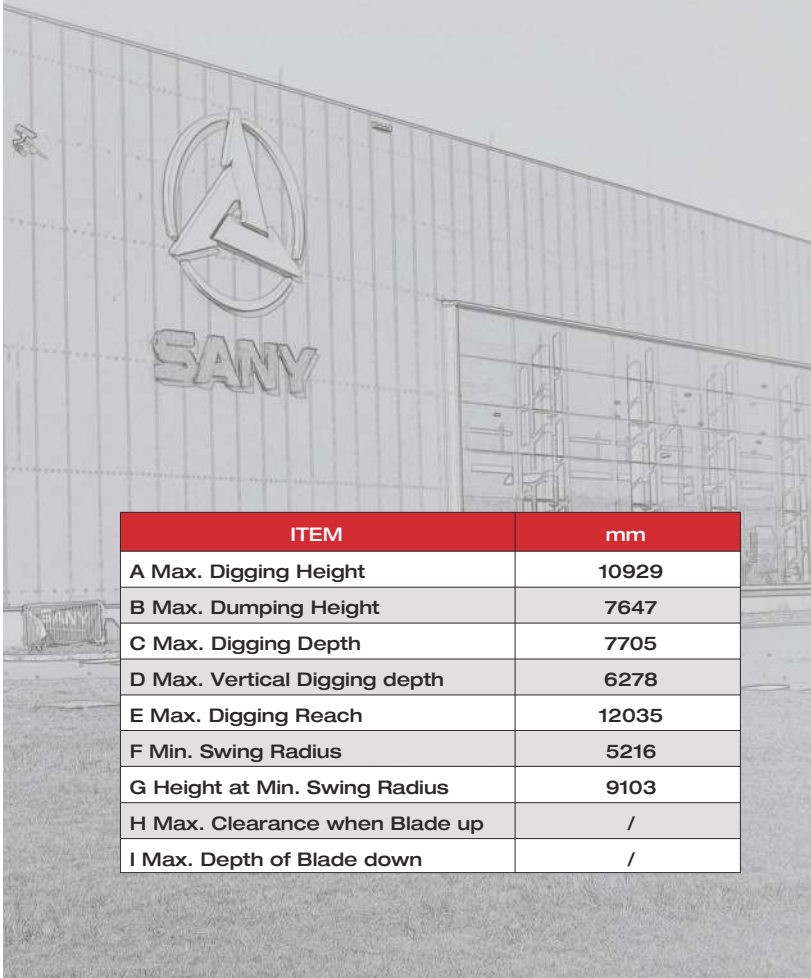 SANY
SANY
ITEM mm
A Max. Digging Height 10929
B Max. Dumping Height 7647
C Max. Digging Depth 7705
D Max. Vertical Digging depth 6278
E Max. Digging Reach 12035
F Min. Swing Radius 5216
G Height at Min. Swing Radius 9103
H Max. Clearance when Blade up /
I Max. Depth of Blade down /